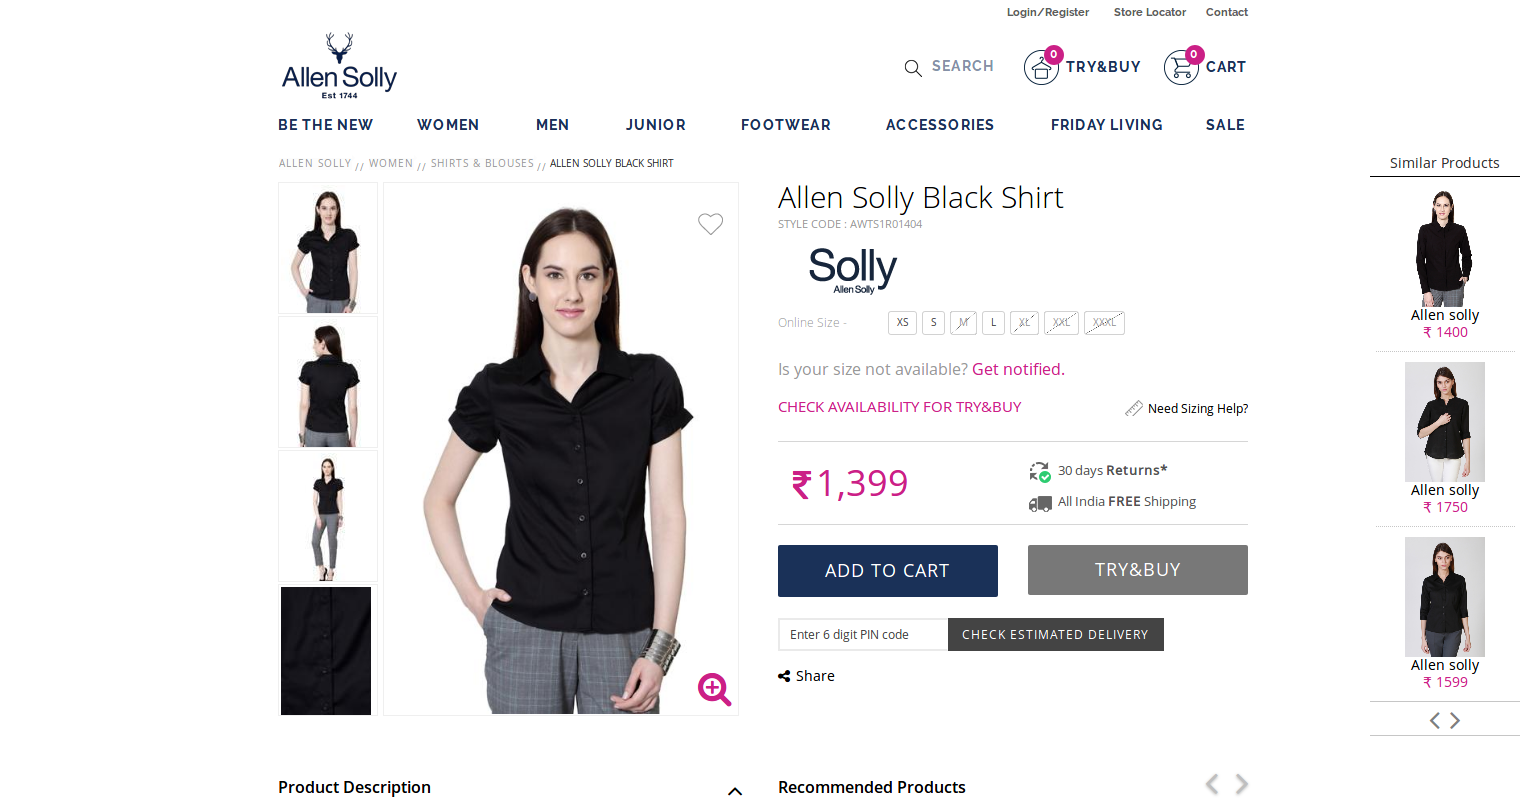 Login/Register Store Locator Contact
Allen Solly
Est 1744
SEARCH 0 TRY&BUY 0 CART
BE THE NEW WOMEN MEN JUNIOR FOOTWEAR ACCESSORIES FRIDAY LIVING SALE
ALLEN SOLLY // WOMEN // SHIRTS & BLOUSES // ALLEN SOLLY BLACK SHIRT
Allen Solly Black Shirt
STYLE CODE : AWTS1R01404
Solly
Allen Solly
Online Size - XS S M L XL XXL XXXL
Is your size not available? Get notified.
CHECK AVAILABILITY FOR TRY&BUY Need Sizing Help?
₹1,399
30 days Returns*
All India FREE Shipping
ADD TO CART TRY&BUY
Enter 6 digit PIN code CHECK ESTIMATED DELIVERY
Share
Similar Products
Allen solly
₹ 1400
Allen solly
₹ 1750
Allen solly
₹ 1599
Product Description Recommended Products